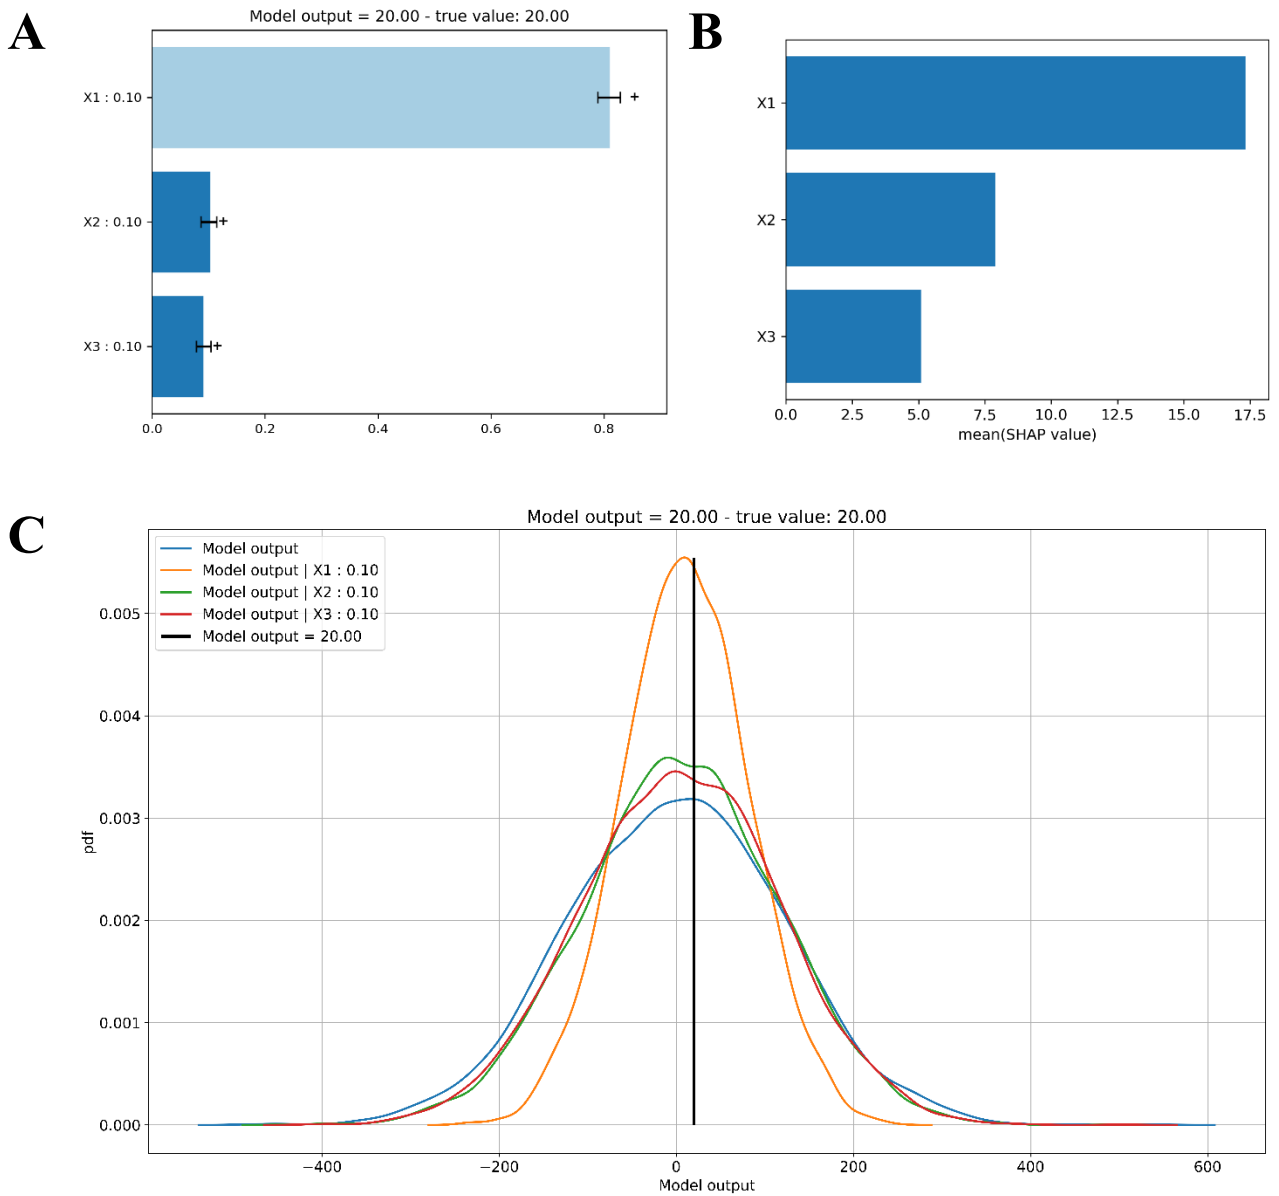 A
Model output = 20.00 - true value: 20.00
X1 : 0.10
+
X2 : 0.10
+
X3 : 0.10
+
0.0 0.2 0.4 0.6 0.8
B
X1
X2
X3
0.0 2.5 5.0 7.5 10.0 12.5 15.0 17.5
mean(SHAP value)
C
Model output = 20.00 - true value: 20.00
Model output
Model output | X1 : 0.10
Model output | X2 : 0.10
Model output | X3 : 0.10
Model output = 20.00
0.005
0.004
0.003
0.002
0.001
0.000
pdf
−400 −200 0 200 400 600
Model output